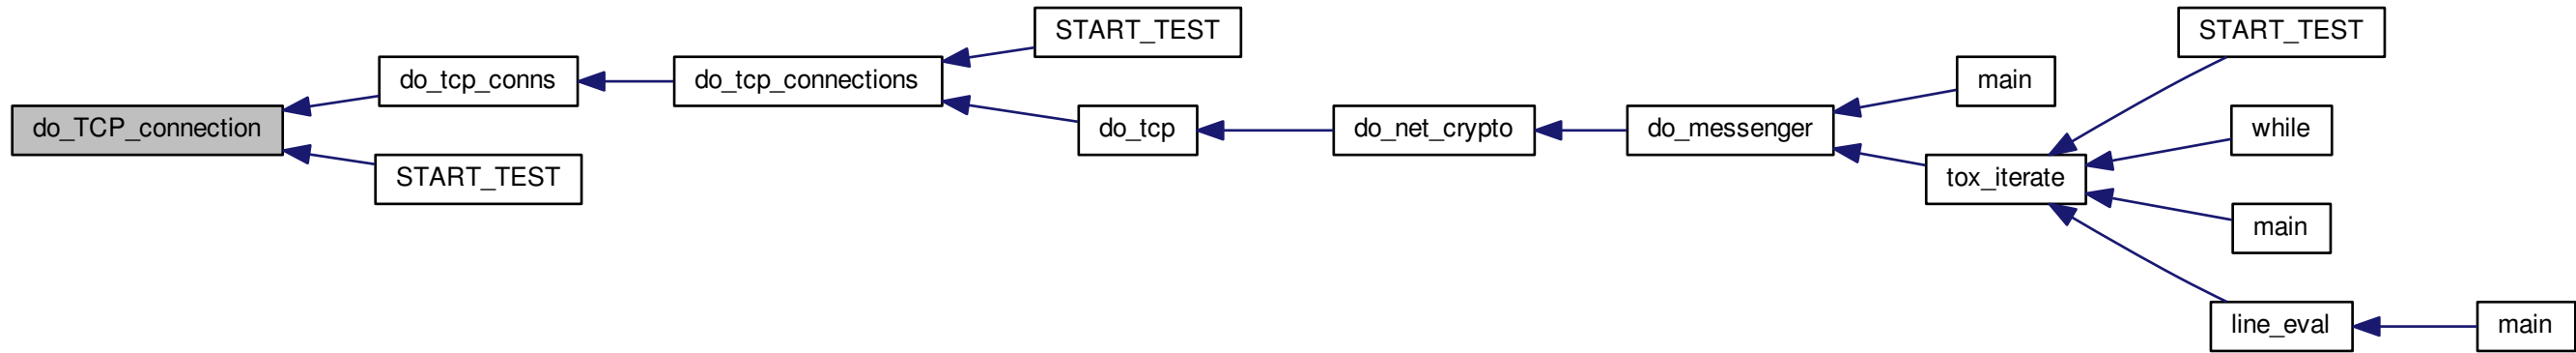 do_TCP_connection
do_tcp_conns
START_TEST
do_tcp_connections
START_TEST
do_tcp
do_net_crypto
do_messenger
main
tox_iterate
START_TEST
while
main
line_eval
main